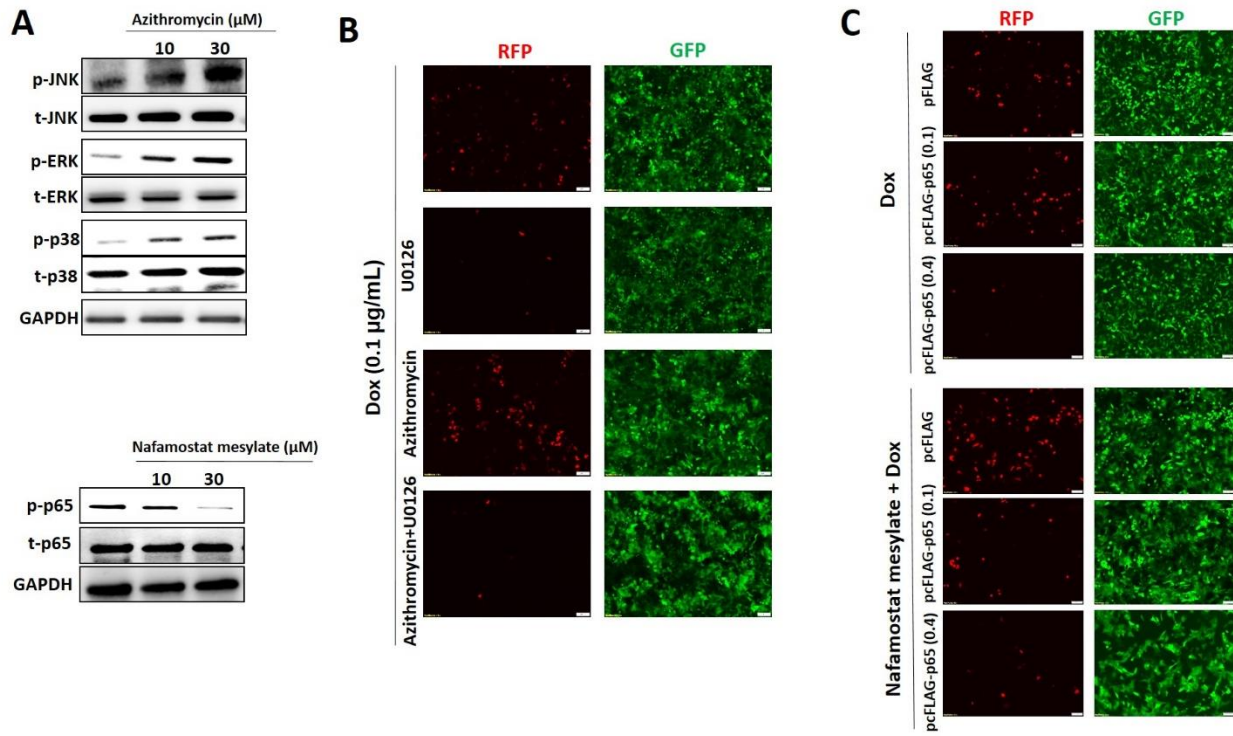 A
Azithromycin (µM)
10 30
p-JNK
t-JNK
p-ERK
t-ERK
p-p38
t-p38
GAPDH
Nafamostat mesylate (µM)
10 30
p-p65
t-p65
GAPDH
B
RFP GFP
Dox (0.1 µg/mL)
U0126
Azithromycin
Azithromycin+U0126
C
RFP GFP
Dox
pFLAG
pcFLAG-p65 (0.1)
pcFLAG-p65 (0.4)
Nafamostat mesylate + Dox
pcFLAG
pcFLAG-p65 (0.1)
pcFLAG-p65 (0.4)